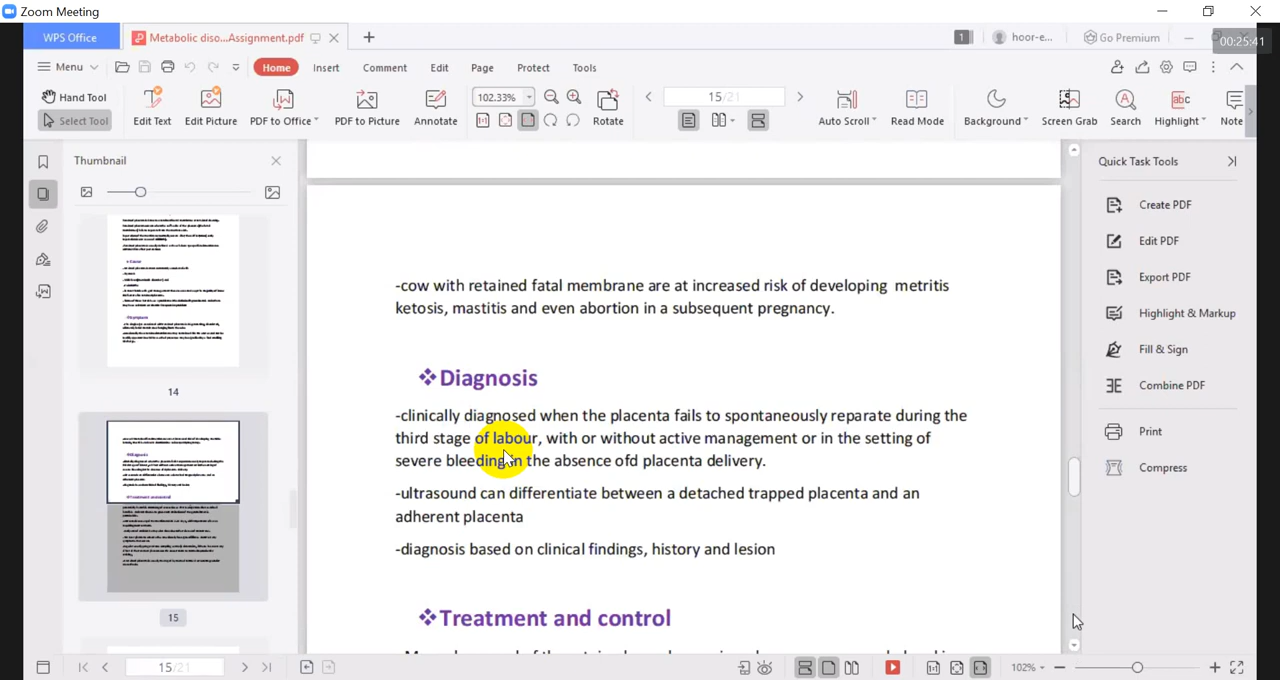 Zoom Meeting
WPS Office
Metabolic diso...Assignment.pdf
1
hoor-e...
Go Premium
00:25:41
Menu
Home
Insert
Comment
Edit
Page
Protect
Tools
Hand Tool
Select Tool
Edit Text
Edit Picture
PDF to Office
PDF to Picture
Annotate
102.33%
Rotate
15/21
Auto Scroll
Read Mode
Background
Screen Grab
Search
Highlight
Note
Thumbnail
14
15
-cow with retained fatal membrane are at increased risk of developing metritis
ketosis, mastitis and even abortion in a subsequent pregnancy.
❖Diagnosis
-clinically diagnosed when the placenta fails to spontaneously reparate during the
third stage of labour, with or without active management or in the setting of
severe bleeding in the absence ofd placenta delivery.
-ultrasound can differentiate between a detached trapped placenta and an
adherent placenta
-diagnosis based on clinical findings, history and lesion
❖Treatment and control
Quick Task Tools
Create PDF
Edit PDF
Export PDF
Highlight & Markup
Fill & Sign
Combine PDF
Print
Compress
15/21
102%